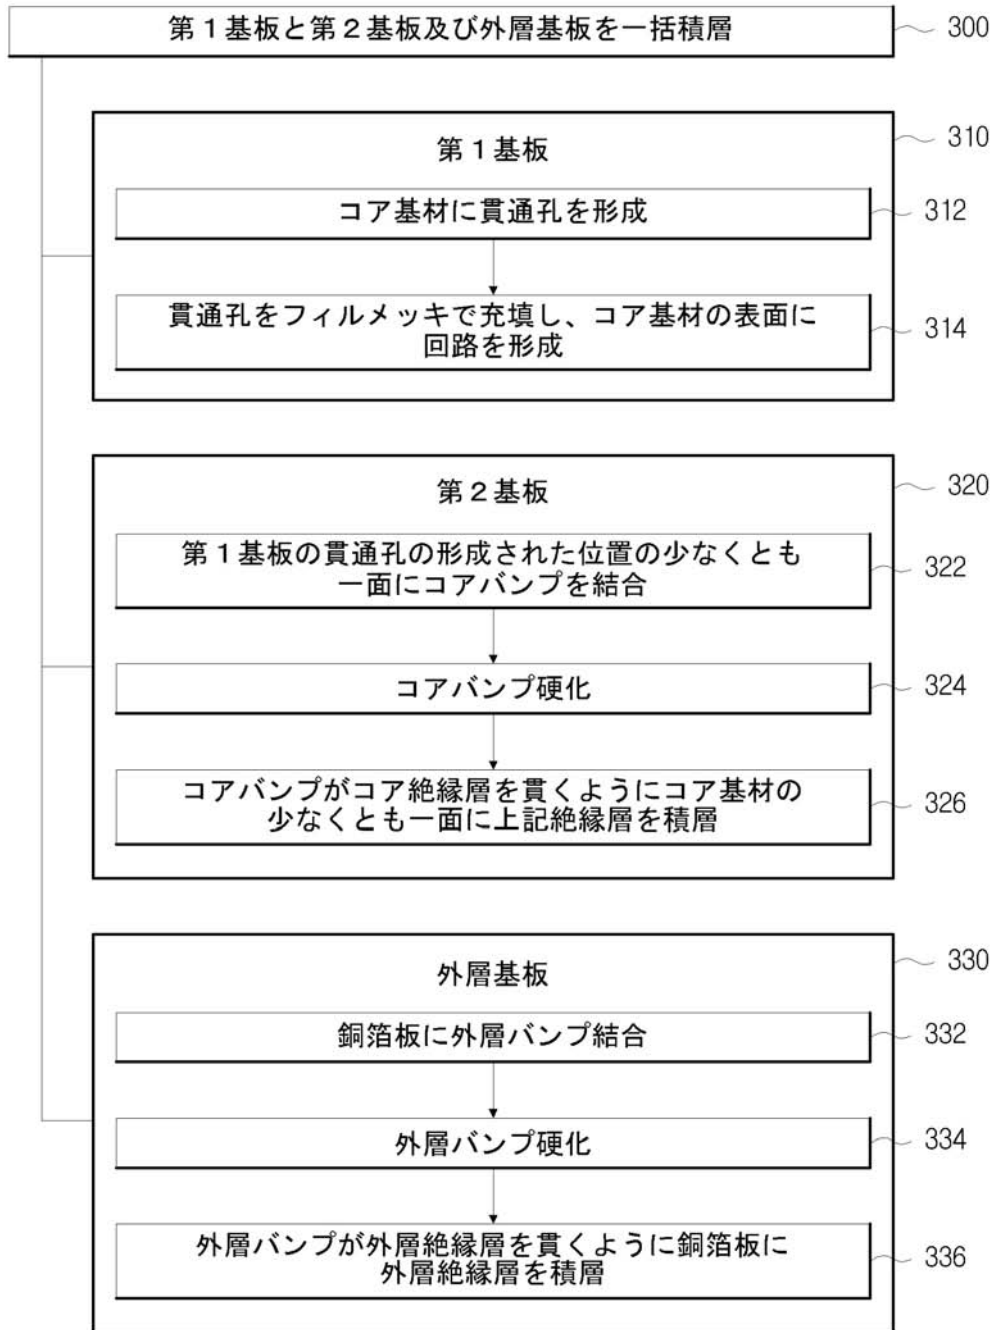 第１基板と第２基板及び外層基板を一括積層
300
310
第１基板
コア基材に貫通孔を形成
312
貫通孔をフィルメッキで充填し、コア基材の表面に
回路を形成
314
320
第２基板
第１基板の貫通孔の形成された位置の少なくとも
一面にコアバンプを結合
322
コアバンプ硬化
324
コアバンプがコア絶縁層を貫くようにコア基材の
少なくとも一面に上記絶縁層を積層
326
330
外層基板
銅箔板に外層バンプ結合
332
外層バンプ硬化
334
外層バンプが外層絶縁層を貫くように銅箔板に
外層絶縁層を積層
336